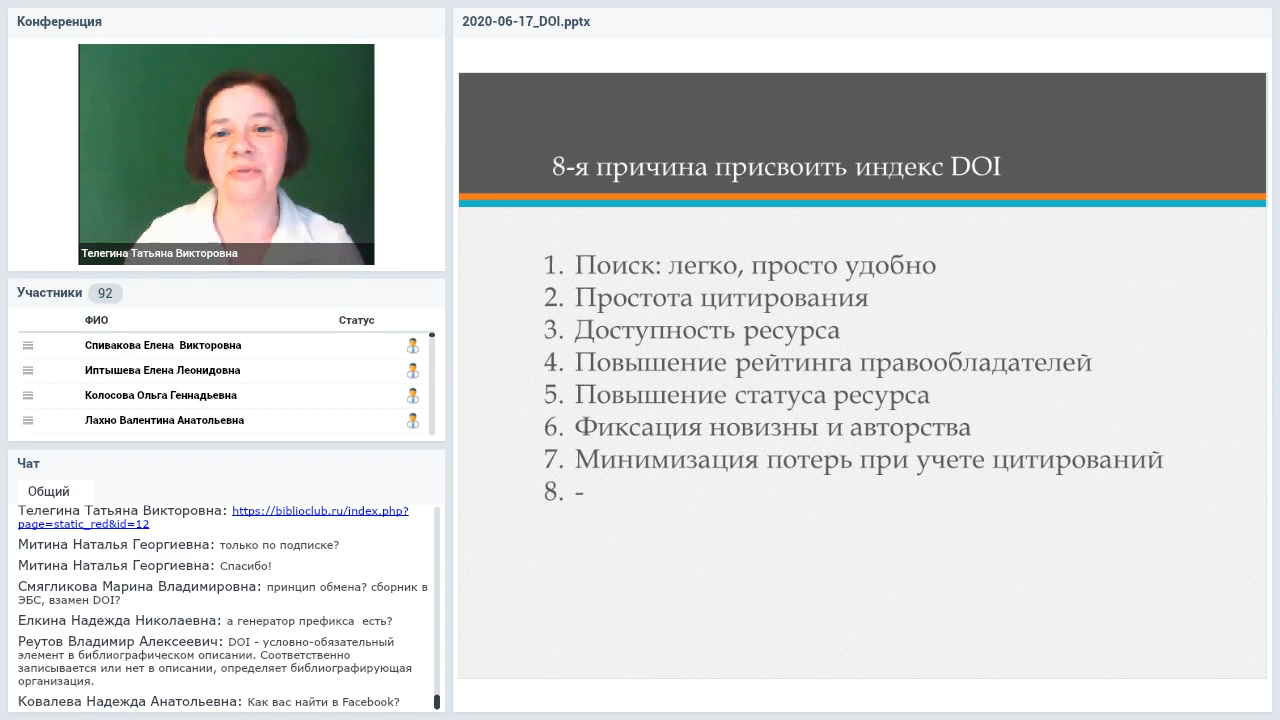 Конференция
Телегина Татьяна Викторовна
Участники 92
ФИО Статус
Спивакова Елена Викторовна
Иптышева Елена Леонидовна
Колосова Ольга Геннадьевна
Лахно Валентина Анатольевна
Чат
Общий
Телегина Татьяна Викторовна: https://biblioclub.ru/index.php?
page=static_red&id=12
Митина Наталья Георгиевна: только по подписке?
Митина Наталья Георгиевна: Спасибо!
Смягликова Марина Владимировна: принцип обмена? сборник в
ЭБС, взамен DOI?
Елкина Надежда Николаевна: а генератор префикса есть?
Реутов Владимир Алексеевич: DOI - условно-обязательный
элемент в библиографическом описании. Соответственно
записывается или нет в описании, определяет библиографирующая
организация.
Ковалева Надежда Анатольевна: Как вас найти в Facebook?
2020-06-17_DOI.pptx
8-я причина присвоить индекс DOI
1. Поиск: легко, просто удобно
2. Простота цитирования
3. Доступность ресурса
4. Повышение рейтинга правообладателей
5. Повышение статуса ресурса
6. Фиксация новизны и авторства
7. Минимизация потерь при учете цитирований
8. -